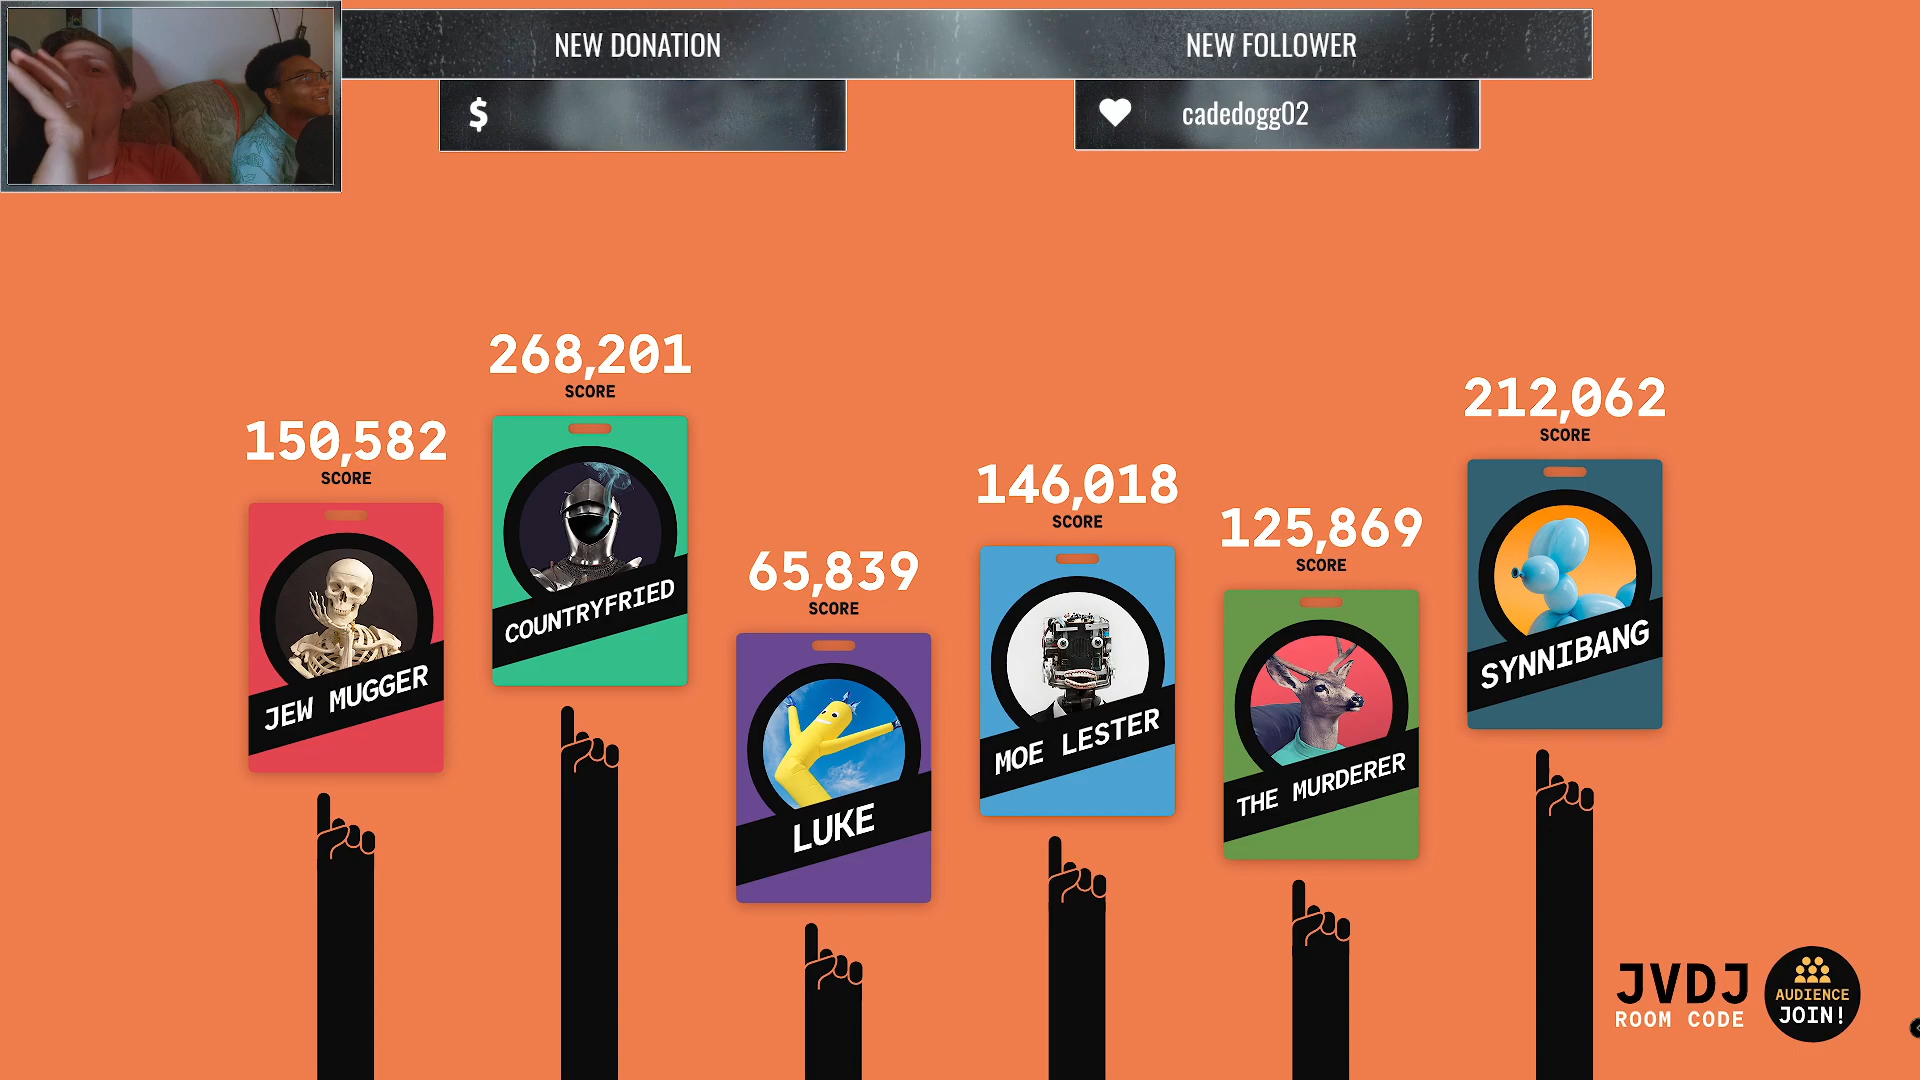 NEW DONATION
NEW FOLLOWER
$
cadedogg02
268,201
SCORE
212,062
SCORE
150,582
SCORE
146,018
SCORE
125,869
SCORE
65,839
SCORE
JEW MUGGER
COUNTRYFRIED
LUKE
MOE LESTER
THE MURDERER
SYNNIBANG
JVDJ
ROOM CODE
AUDIENCE
JOIN!